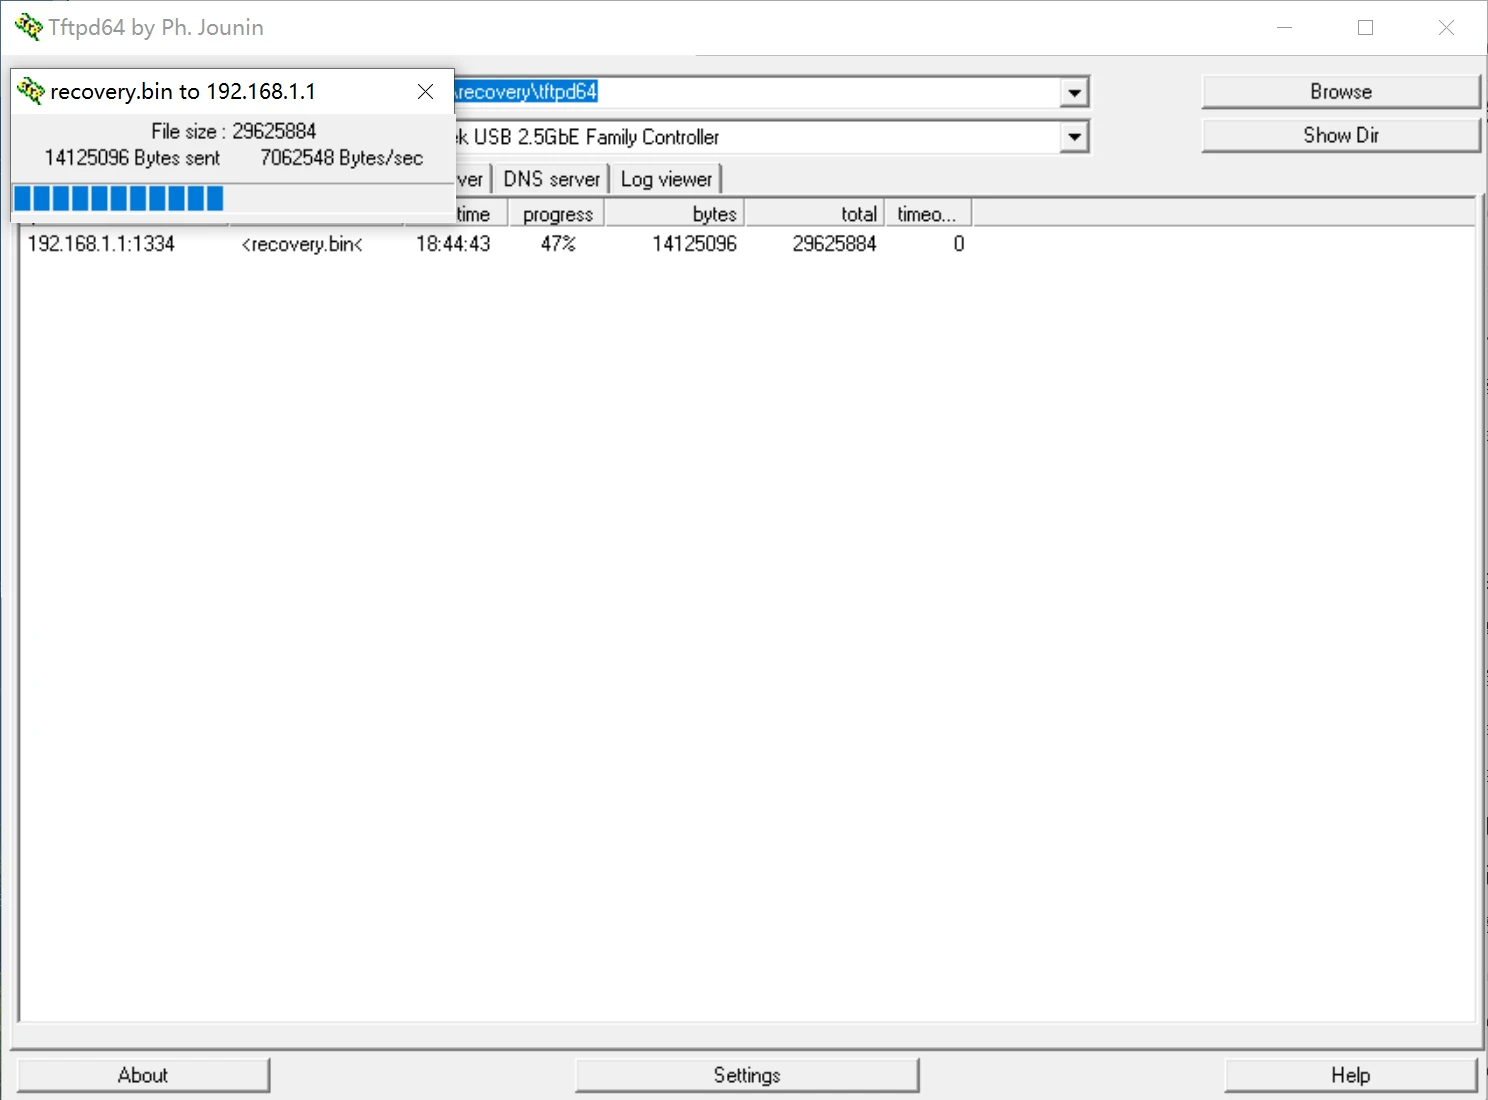 Tftpd64 by Ph. Jounin
recovery.bin to 192.168.1.1
File size : 29625884
14125096 Bytes sent 7062548 Bytes/sec
\recovery\tftpd64
Browse
USB 2.5GbE Family Controller
Show Dir
DNS server Log viewer
time progress bytes total timeo...
192.168.1.1:1334 <recovery.bin< 18:44:43 47% 14125096 29625884 0
About Settings Help